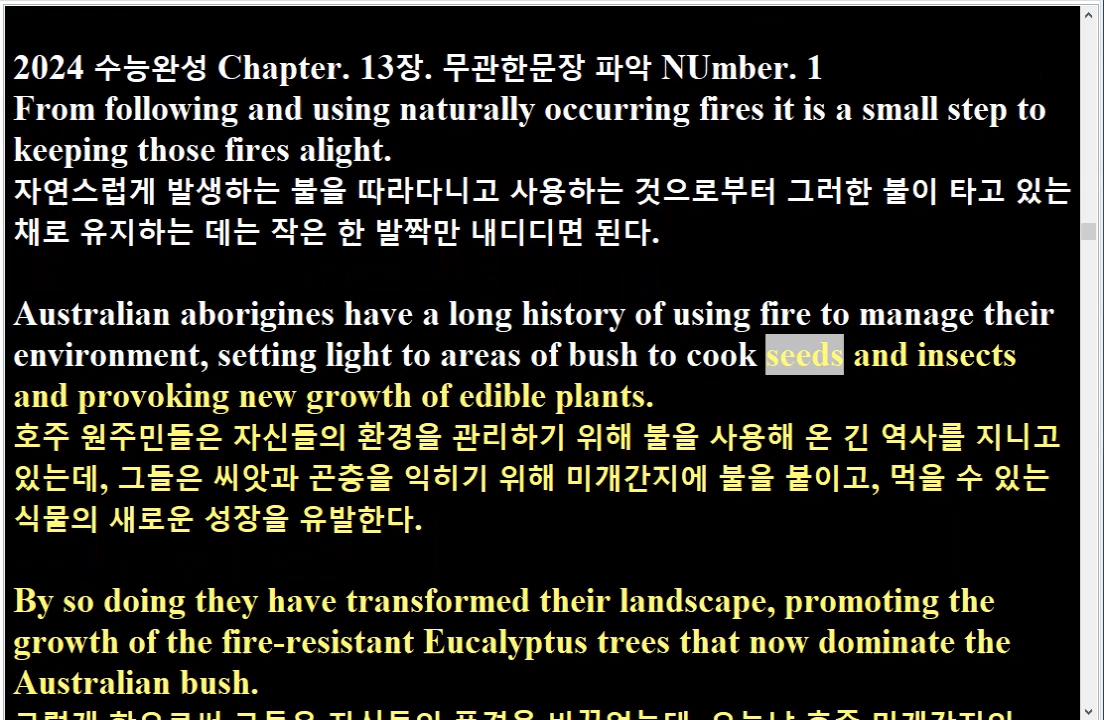 2024 수능완성 Chapter. 13장. 무관한문장 파악 NUmber. 1
From following and using naturally occurring fires it is a small step to
keeping those fires alight.
자연스럽게 발생하는 불을 따라다니고 사용하는 것으로부터 그러한 불이 타고 있는
채로 유지하는 데는 작은 한 발짝만 내디디면 된다.
Australian aborigines have a long history of using fire to manage their
environment, setting light to areas of bush to cook seeds and insects
and provoking new growth of edible plants.
호주 원주민들은 자신들의 환경을 관리하기 위해 불을 사용해 온 긴 역사를 지니고
있는데, 그들은 씨앗과 곤충을 익히기 위해 미개간지에 불을 붙이고, 먹을 수 있는
식물의 새로운 성장을 유발한다.
By so doing they have transformed their landscape, promoting the
growth of the fire-resistant Eucalyptus trees that now dominate the
Australian bush.